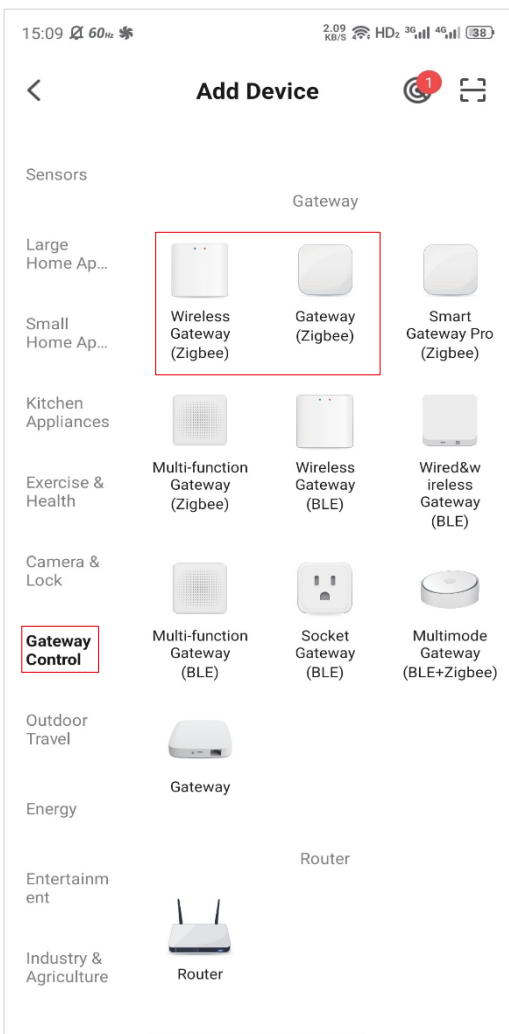 15:09 60Hz 2.09 KB/S HD2 3G 4G 38
Add Device
1
Sensors
Gateway
Large
Home Ap...
Wireless
Gateway
(Zigbee)
Gateway
(Zigbee)
Smart
Gateway Pro
(Zigbee)
Small
Home Ap...
Kitchen
Appliances
Multi-function
Gateway
(Zigbee)
Wireless
Gateway
(BLE)
Wired&w
ireless
Gateway
(BLE)
Exercise &
Health
Camera &
Lock
Gateway
Control
Multi-function
Gateway
(BLE)
Socket
Gateway
(BLE)
Multimode
Gateway
(BLE+Zigbee)
Outdoor
Travel
Gateway
Energy
Router
Entertainm
ent
Industry &
Agriculture
Router